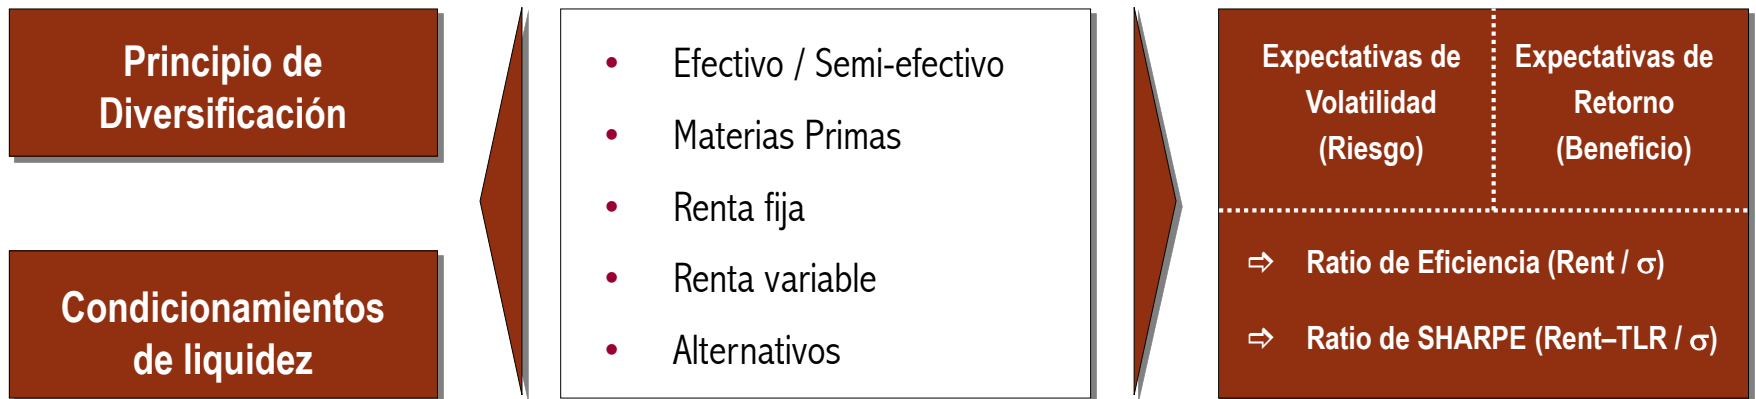 Principio de
Diversificación
Condicionamientos
de liquidez
• Efectivo / Semi-efectivo
• Materias Primas
• Renta fija
• Renta variable
• Alternativos
Expectativas de
Volatilidad
(Riesgo)
Expectativas de
Retorno
(Beneficio)
⇨ Ratio de Eficiencia (Rent / σ)
⇨ Ratio de SHARPE (Rent–TLR / σ)